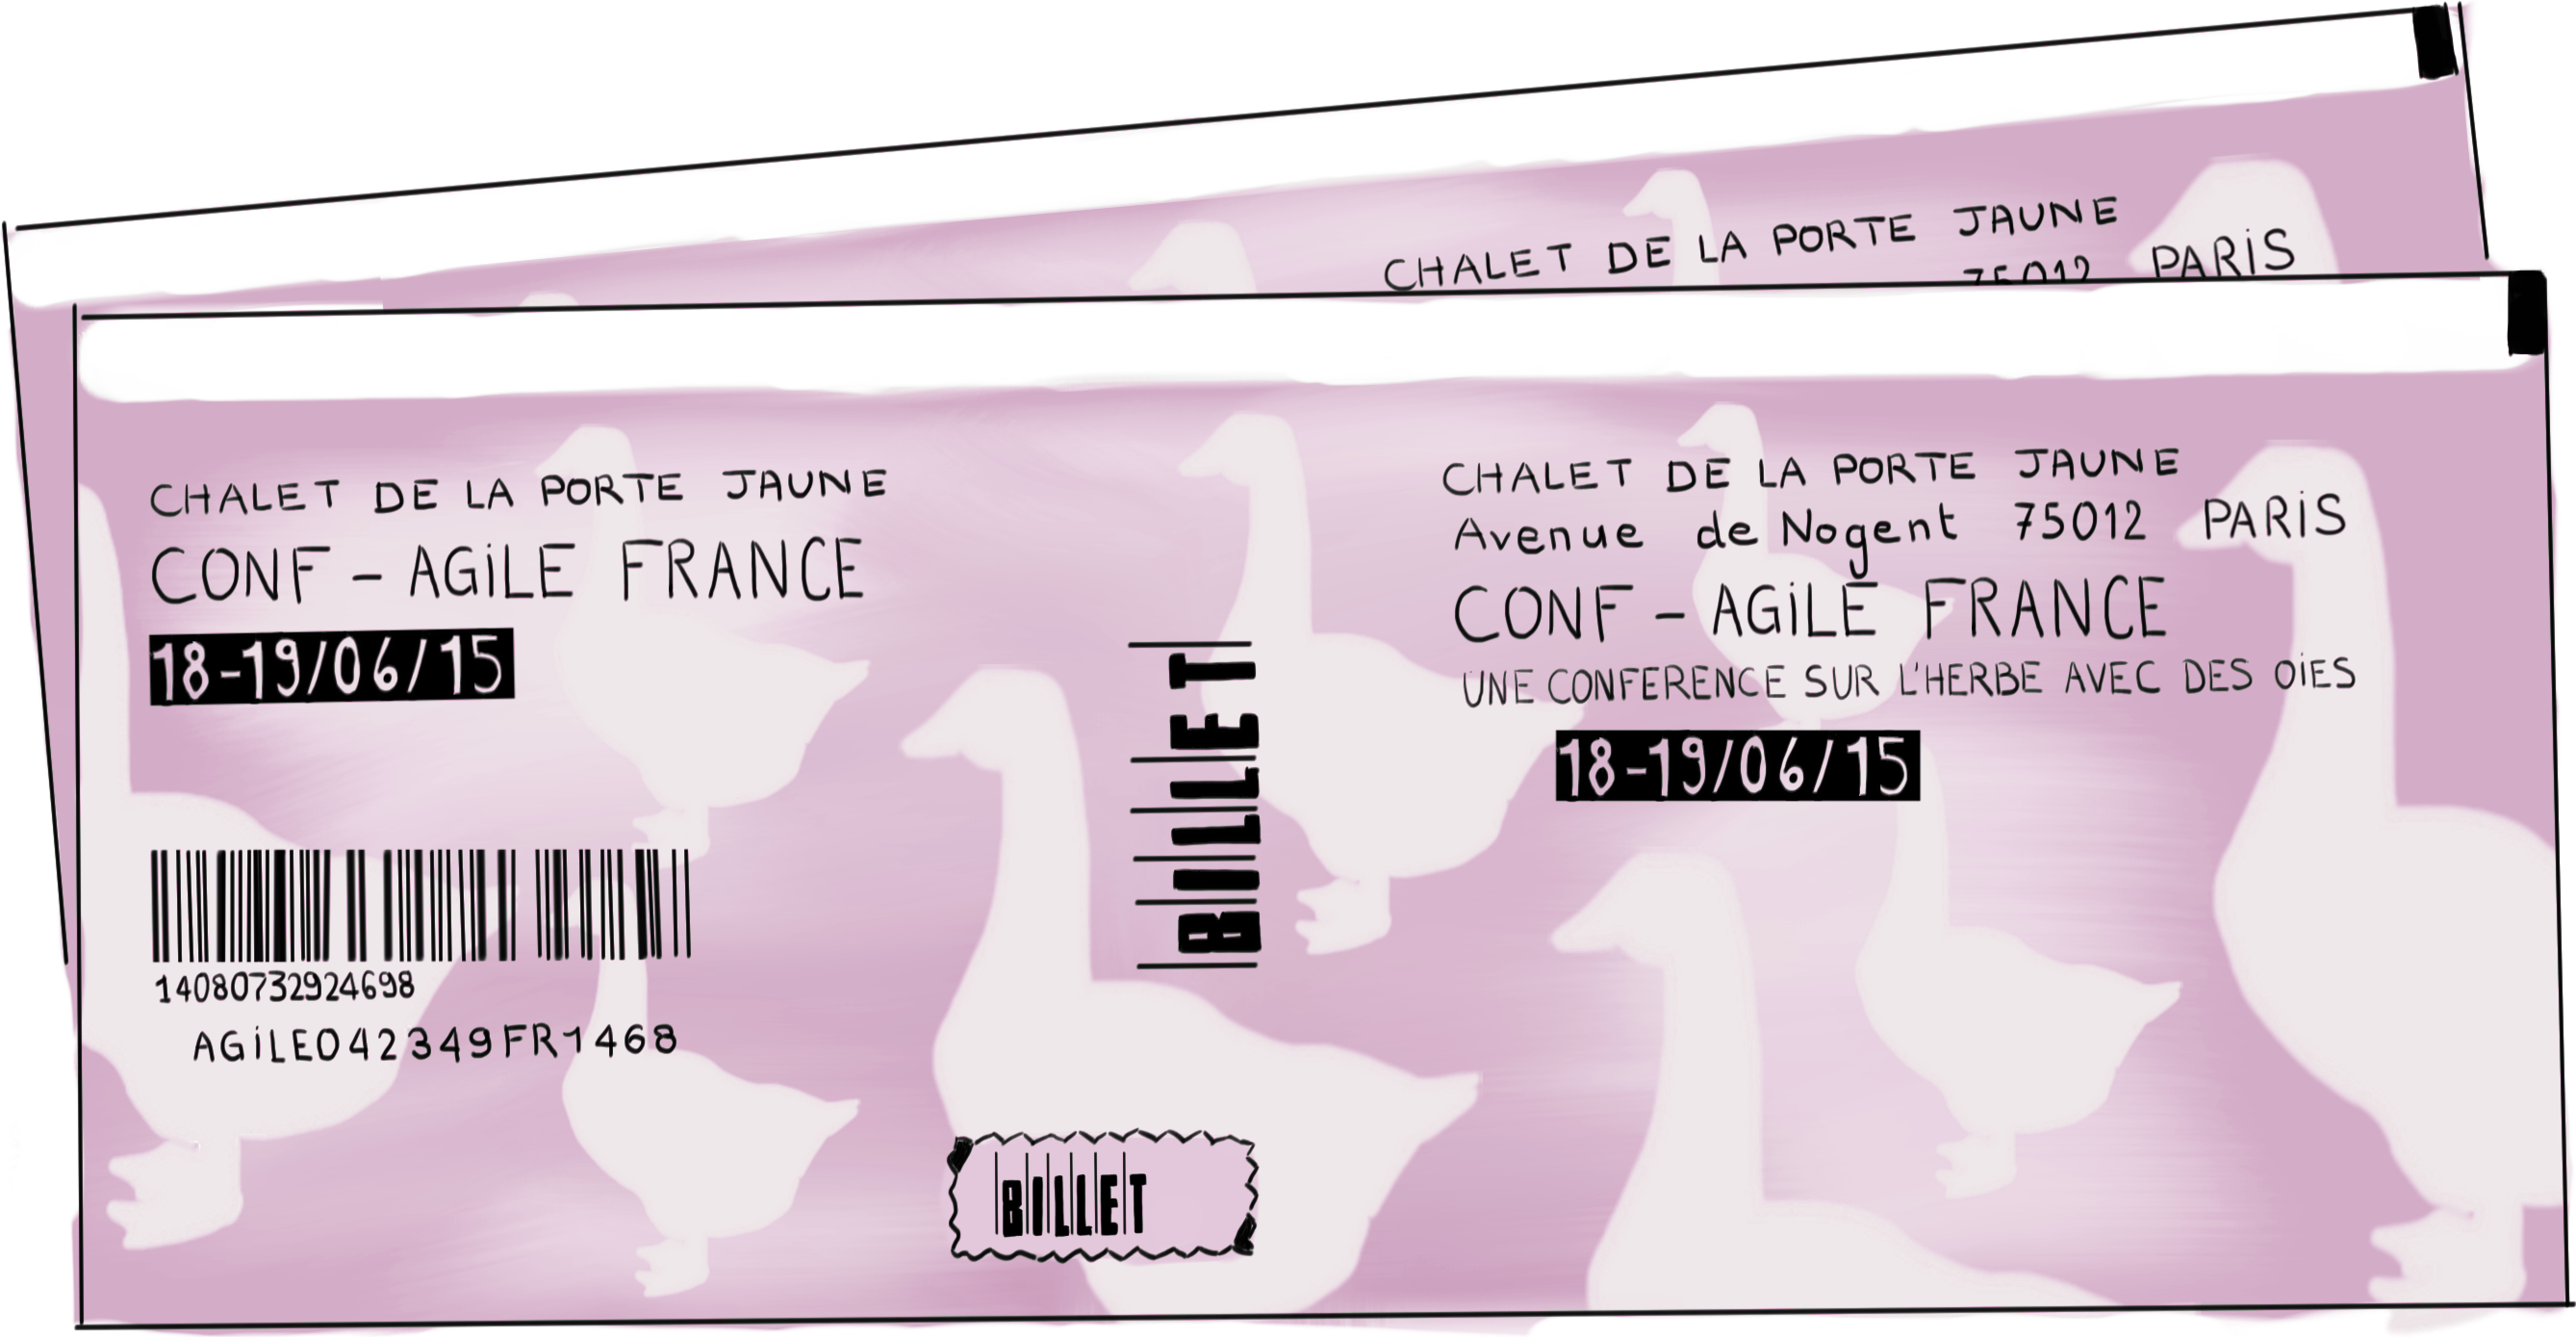 CHALET DE LA PORTE JAUNE
75012 PARiS
CHALET DE LA PORTE JAUNE
CONF - AGiLE FRANCE
18-19/06/15
14080732924698
AGiLE042349FR1468
BILLET
BILLET
CHALET DE LA PORTE JAUNE
Avenue de Nogent 75012 PARiS
CONF - AGiLE FRANCE
UNE CONFERENCE SUR L'HERBE AVEC DES OiES
18-19/06/15